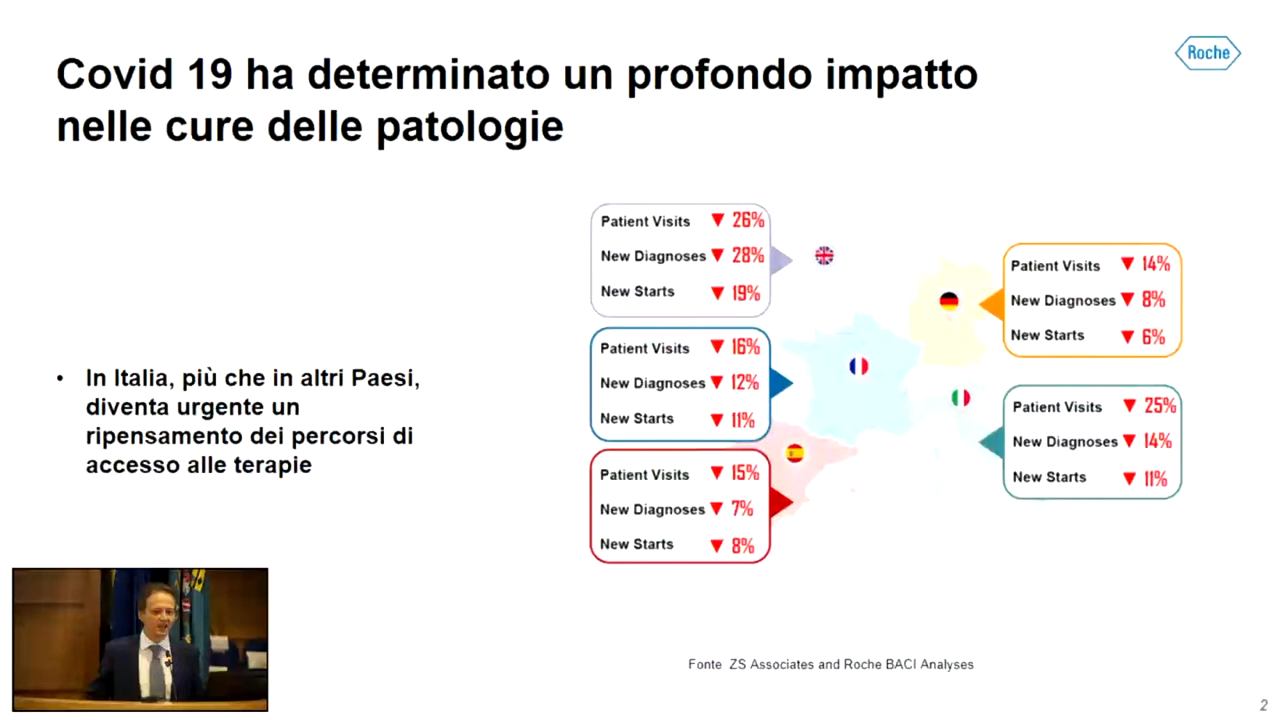 Roche
Covid 19 ha determinato un profondo impatto
nelle cure delle patologie
• In Italia, più che in altri Paesi,
diventa urgente un
ripensamento dei percorsi di
accesso alle terapie
Patient Visits ▼ 26%
New Diagnoses ▼ 28%
New Starts ▼ 19%
Patient Visits ▼ 16%
New Diagnoses ▼ 12%
New Starts ▼ 11%
Patient Visits ▼ 15%
New Diagnoses ▼ 7%
New Starts ▼ 8%
Patient Visits ▼ 14%
New Diagnoses ▼ 8%
New Starts ▼ 6%
Patient Visits ▼ 25%
New Diagnoses ▼ 14%
New Starts ▼ 11%
Fonte ZS Associates and Roche BACI Analyses
2